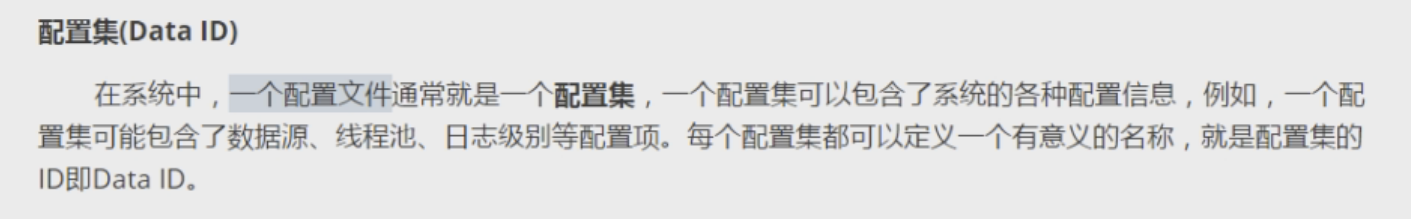 配置集(Data ID)
在系统中，一个配置文件通常就是一个配置集，一个配置集可以包含了系统的各种配置信息，例如，一个配
置集可能包含了数据源、线程池、日志级别等配置项。每个配置集都可以定义一个有意义的名称，就是配置集的
ID即Data ID。